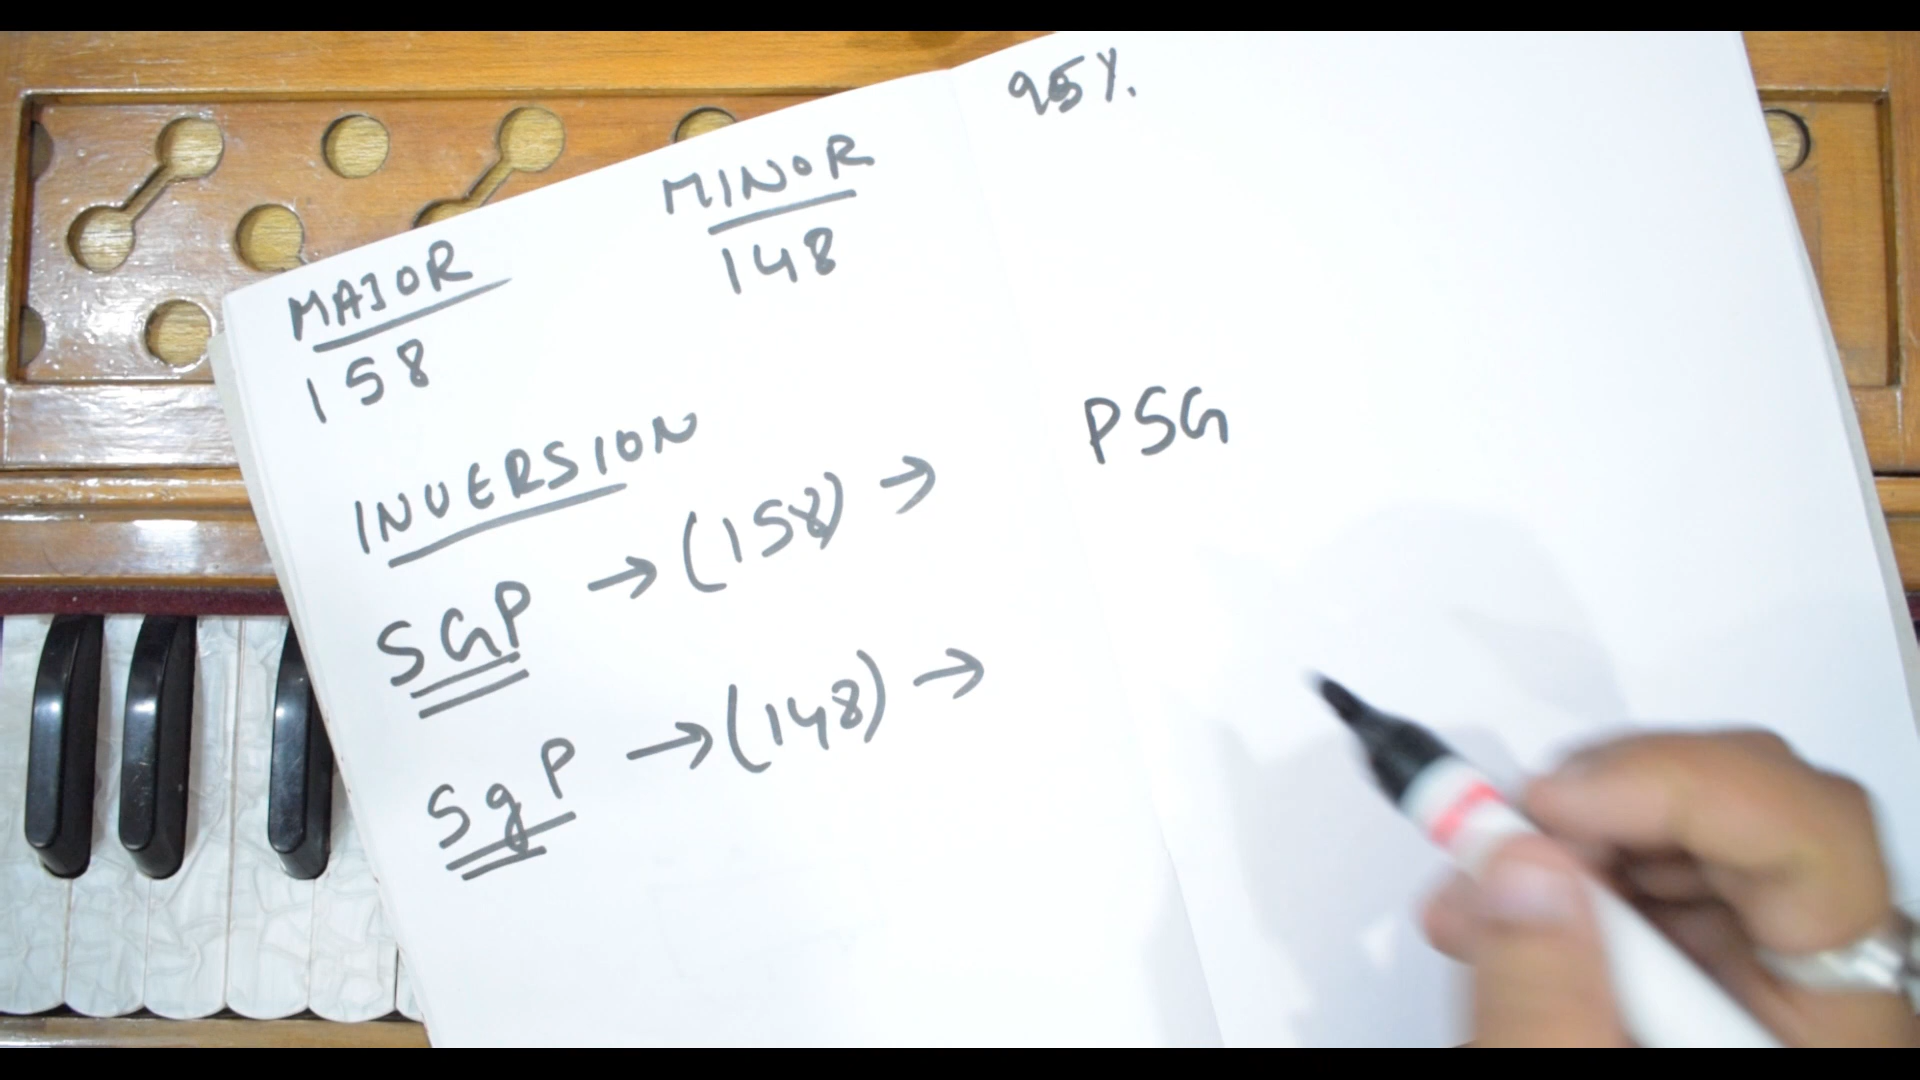 95%.
MAJOR MINOR
158 148
INVERSION
SGP → (158) → PSG
SgP → (148) →